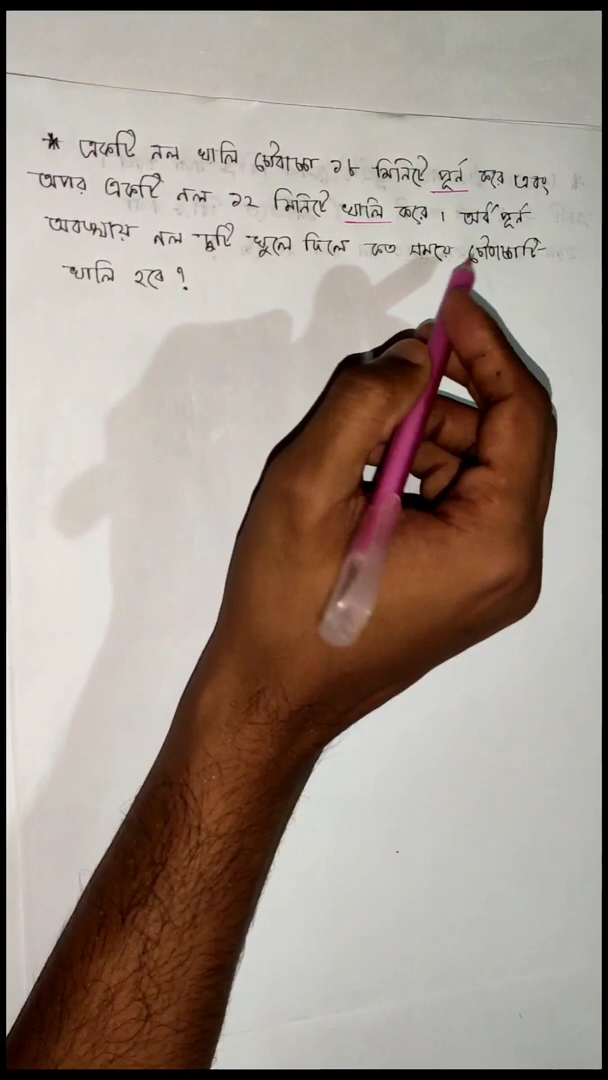 * একটি নল খালি চৌবাচ্চা ১৮ মিনিটে পূর্ন করে এবং
অপর একটি নল ১২ মিনিটে খালি করে। অর্ধ পূর্ন
অবস্থায় নল দুটি খুলে দিলে কত সময়ে চৌবাচ্চাটি
খালি হবে ?